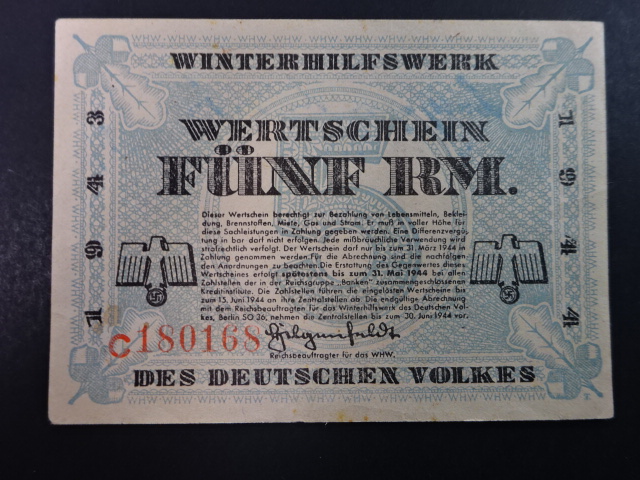 WINTERHILFSWERK
WERTSCHEIN
FÜNF RM.
1943
1944
Dieser Wertschein berechtigt zur Bezahlung von Lebensmitteln, Beklei-
dung, Brennstoffen, Miete, Gas und Strom. Er muß in voller Höhe für
diese Sachleistungen in Zahlung gegeben werden. Eine Differenzvergü-
tung in bar darf nicht erfolgen. Jede mißbräuchliche Verwendung wird
strafrechtlich verfolgt. Der Wertschein darf nur bis zum 31. März 1944 in
Zahlung genommen werden. Für die Abrechnung sind die nachfolgen-
den Anordnungen zu beachten. Die Erstattung des Gegenwertes dieses
Wertscheines erfolgt spätestens bis zum 31. Mai 1944 bei allen
Zahlstellen der in der Reichsgruppe „Banken" zusammengeschlossenen
Kreditinstitute. Die Zahlstellen führen die eingelösten Wertscheine bis
zum 15. Juni 1944 an ihre Zentralstellen ab. Die endgültige Abrechnung
mit dem Reichsbeauftragten für das Winterhilfswerk des Deutschen Vol-
kes, Berlin SO 36, nehmen die Zentralstellen bis zum 30. Juni 1944 vor.
C180168
Reichsbeauftragter für das WHW.
DES DEUTSCHEN VOLKES